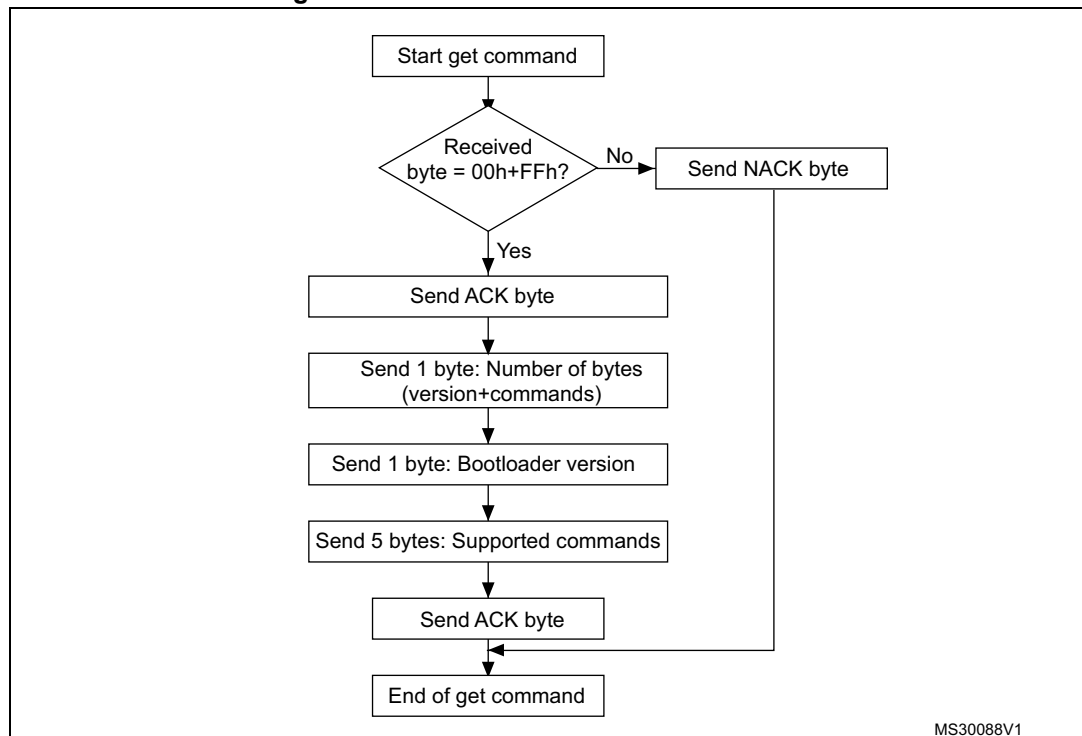 Start get command
Received
byte = 00h+FFh?
No
Send NACK byte
Yes
Send ACK byte
Send 1 byte: Number of bytes
(version+commands)
Send 1 byte: Bootloader version
Send 5 bytes: Supported commands
Send ACK byte
End of get command
MS30088V1